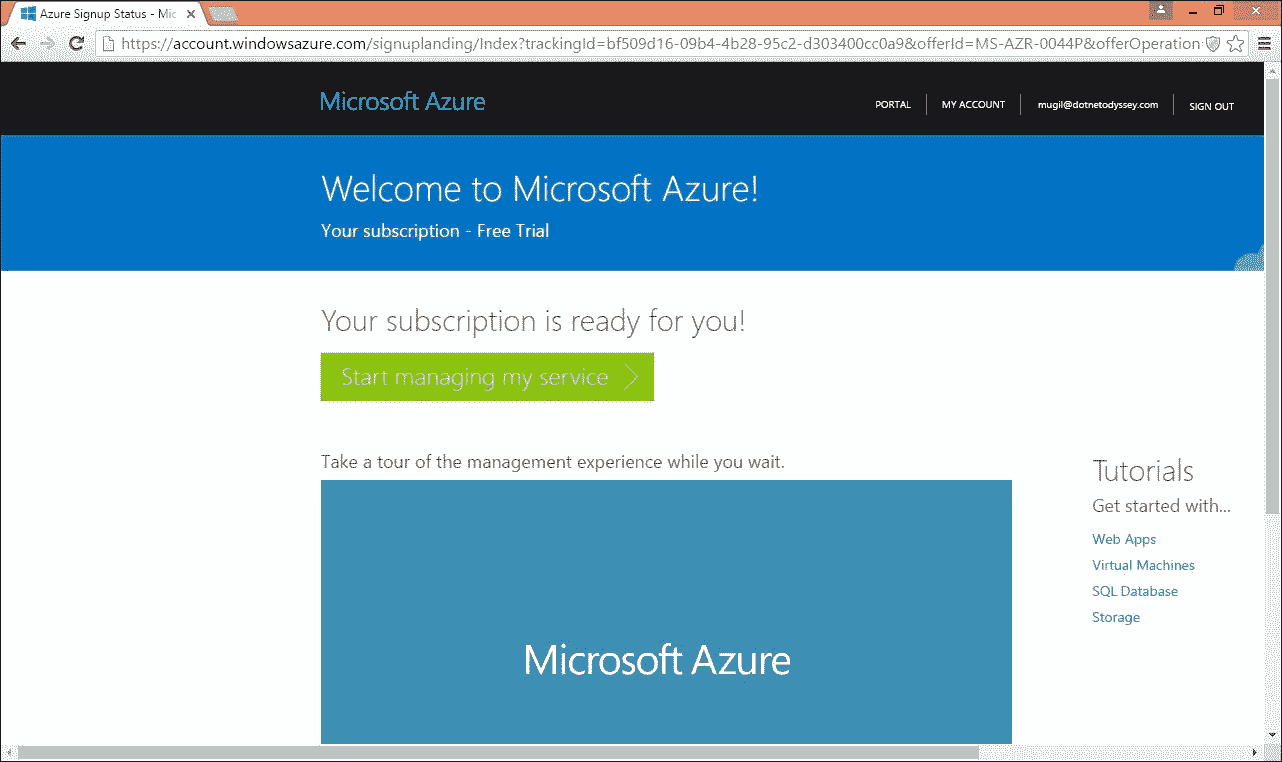 Azure Signup Status - Mic
https://account.windowsazure.com/signuplanding/Index?trackingId=bf509d16-09b4-4b28-95c2-d303400cc0a9&offerId=MS-AZR-0044P&offerOperation
Microsoft Azure
PORTAL
MY ACCOUNT
mugil@dotnetodyssey.com
SIGN OUT
Welcome to Microsoft Azure!
Your subscription - Free Trial
Your subscription is ready for you!
Start managing my service
Take a tour of the management experience while you wait.
Microsoft Azure
Tutorials
Get started with...
Web Apps
Virtual Machines
SQL Database
Storage